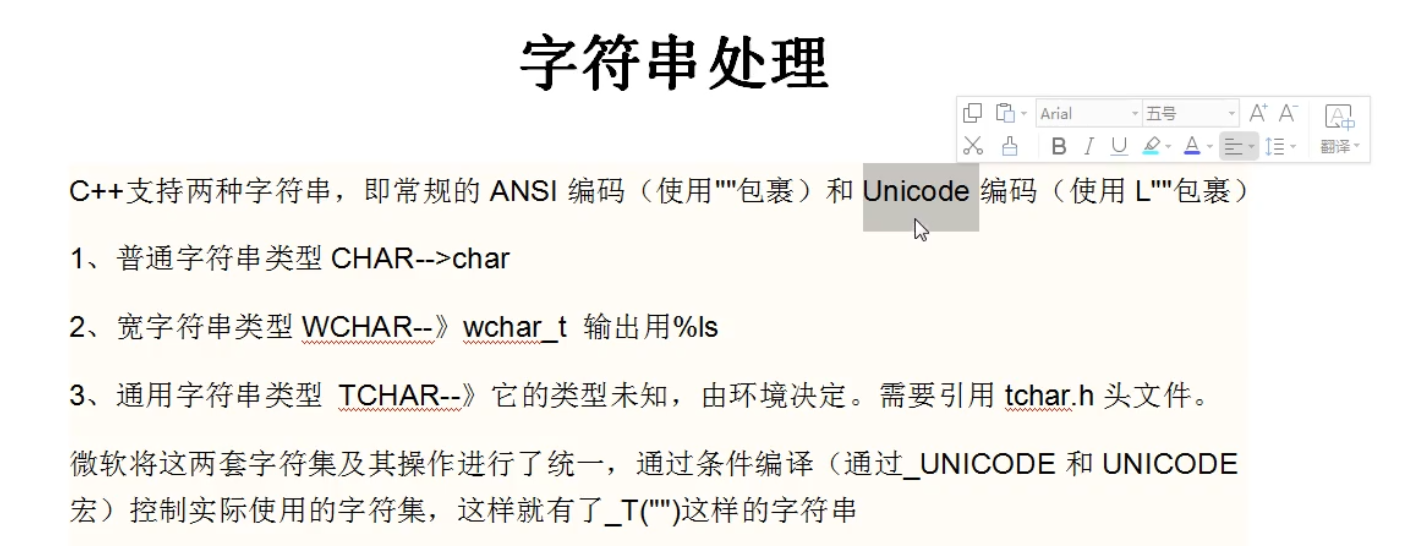 字符串处理
Arial 五号 A+ A-
B I U A 翻译
C++支持两种字符串，即常规的 ANSI 编码（使用""包裹）和 Unicode 编码（使用 L""包裹）
1、普通字符串类型 CHAR-->char
2、宽字符串类型 WCHAR--》wchar_t 输出用%ls
3、通用字符串类型 TCHAR--》它的类型未知，由环境决定。需要引用 tchar.h 头文件。
微软将这两套字符集及其操作进行了统一，通过条件编译（通过_UNICODE 和 UNICODE
宏）控制实际使用的字符集，这样就有了_T("")这样的字符串